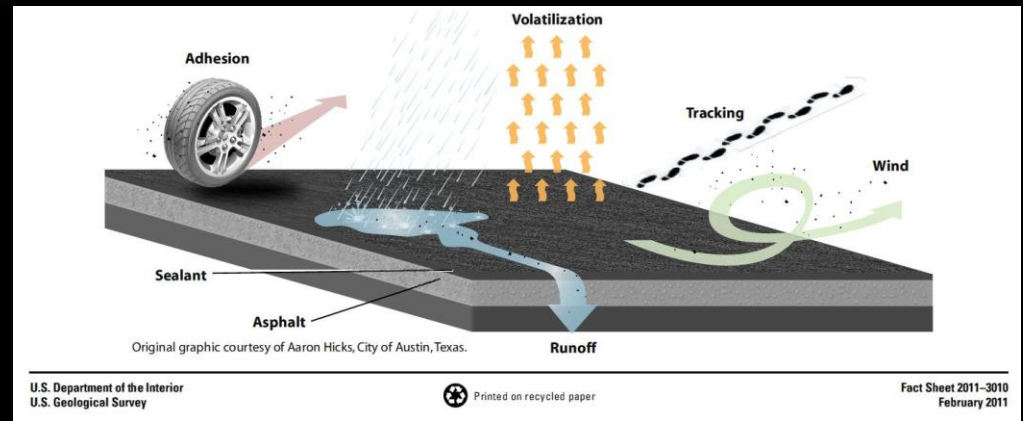 Volatilization
Adhesion
Tracking
Wind
Sealant
Asphalt
Original graphic courtesy of Aaron Hicks, City of Austin, Texas.
Runoff
U.S. Department of the Interior
U.S. Geological Survey
Printed on recycled paper
Fact Sheet 2011–3010
February 2011